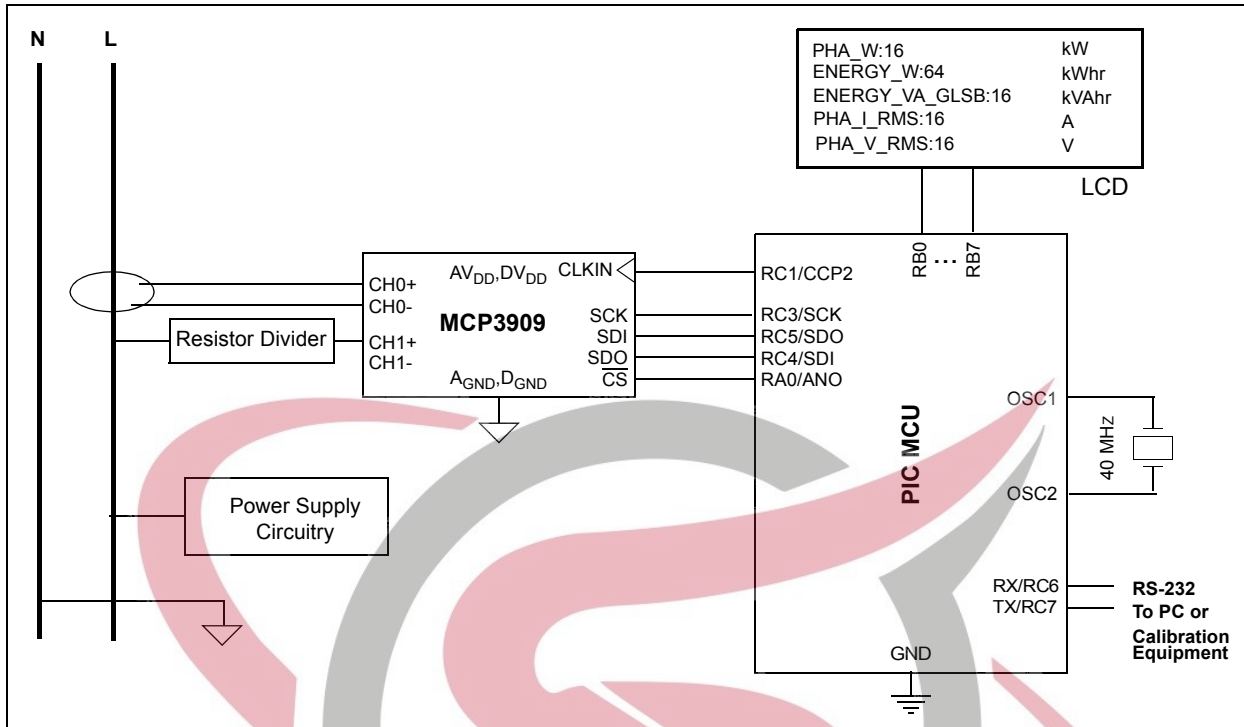 N L
PHA_W:16 kW
ENERGY_W:64 kWhr
ENERGY_VA_GLSB:16 kVAhr
PHA_I_RMS:16 A
PHA_V_RMS:16 V
LCD
CH0+
CH0-
CH1+
CH1-
AVDD,DVDD
CLKIN
MCP3909
SCK
SDI
SDO
CS
AGND,DGND
Resistor Divider
Power Supply
Circuitry
RB0 ... RB7
RC1/CCP2
RC3/SCK
RC5/SDO
RC4/SDI
RA0/ANO
PIC MCU
OSC1
OSC2
40 MHz
RX/RC6
TX/RC7
GND
RS-232
To PC or
Calibration
Equipment